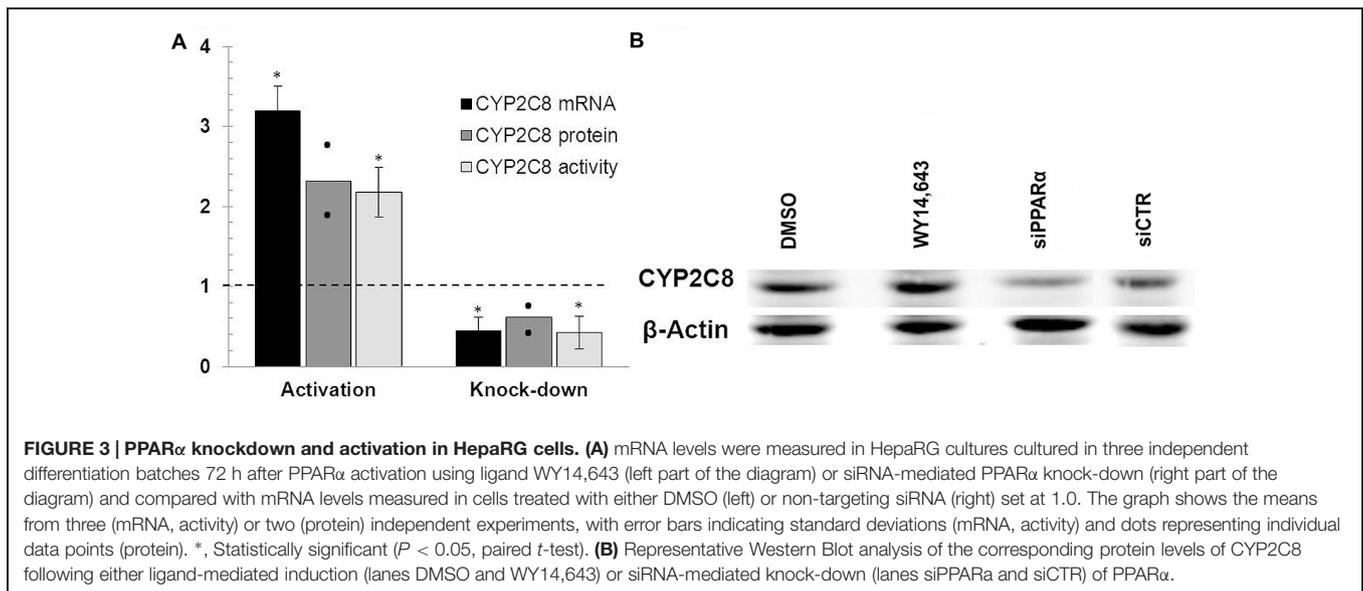 A
4
3
2
1
0
*
*
*
*
CYP2C8 mRNA
CYP2C8 protein
CYP2C8 activity
Activation
Knock-down
B
DMSO
WY14,643
siPPARα
siCTR
CYP2C8
β-Actin
FIGURE 3 | PPARα knockdown and activation in HepaRG cells. (A) mRNA levels were measured in HepaRG cultures cultured in three independent
differentiation batches 72 h after PPARα activation using ligand WY14,643 (left part of the diagram) or siRNA-mediated PPARα knock-down (right part of the
diagram) and compared with mRNA levels measured in cells treated with either DMSO (left) or non-targeting siRNA (right) set at 1.0. The graph shows the means
from three (mRNA, activity) or two (protein) independent experiments, with error bars indicating standard deviations (mRNA, activity) and dots representing individual
data points (protein). *, Statistically significant (P < 0.05, paired t-test). (B) Representative Western Blot analysis of the corresponding protein levels of CYP2C8
following either ligand-mediated induction (lanes DMSO and WY14,643) or siRNA-mediated knock-down (lanes siPPARa and siCTR) of PPARα.